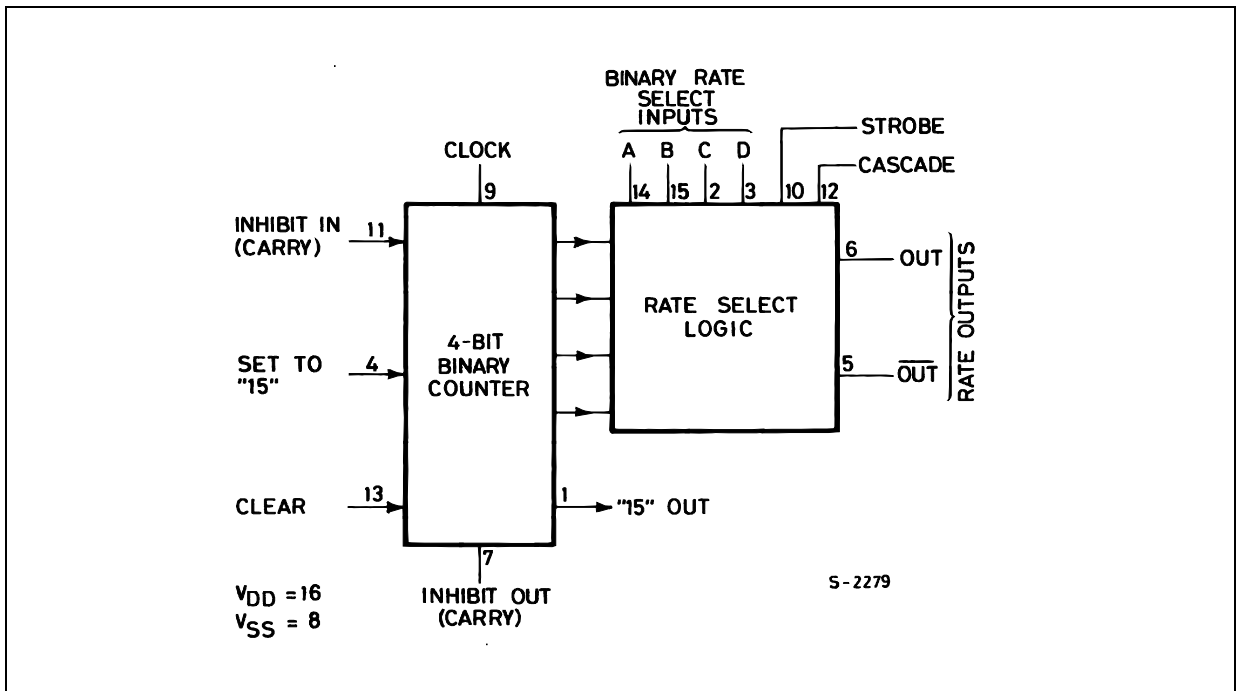 BINARY RATE
SELECT
INPUTS
A B C D
STROBE
CASCADE
CLOCK
14 15 2 3 10 12
9
INHIBIT IN
(CARRY)
11
6
OUT
RATE OUTPUTS
RATE SELECT
LOGIC
4-BIT
BINARY
COUNTER
SET TO
"15"
4
5
OUT
CLEAR
13
1
"15" OUT
7
INHIBIT OUT
(CARRY)
VDD = 16
VSS = 8
S-2279